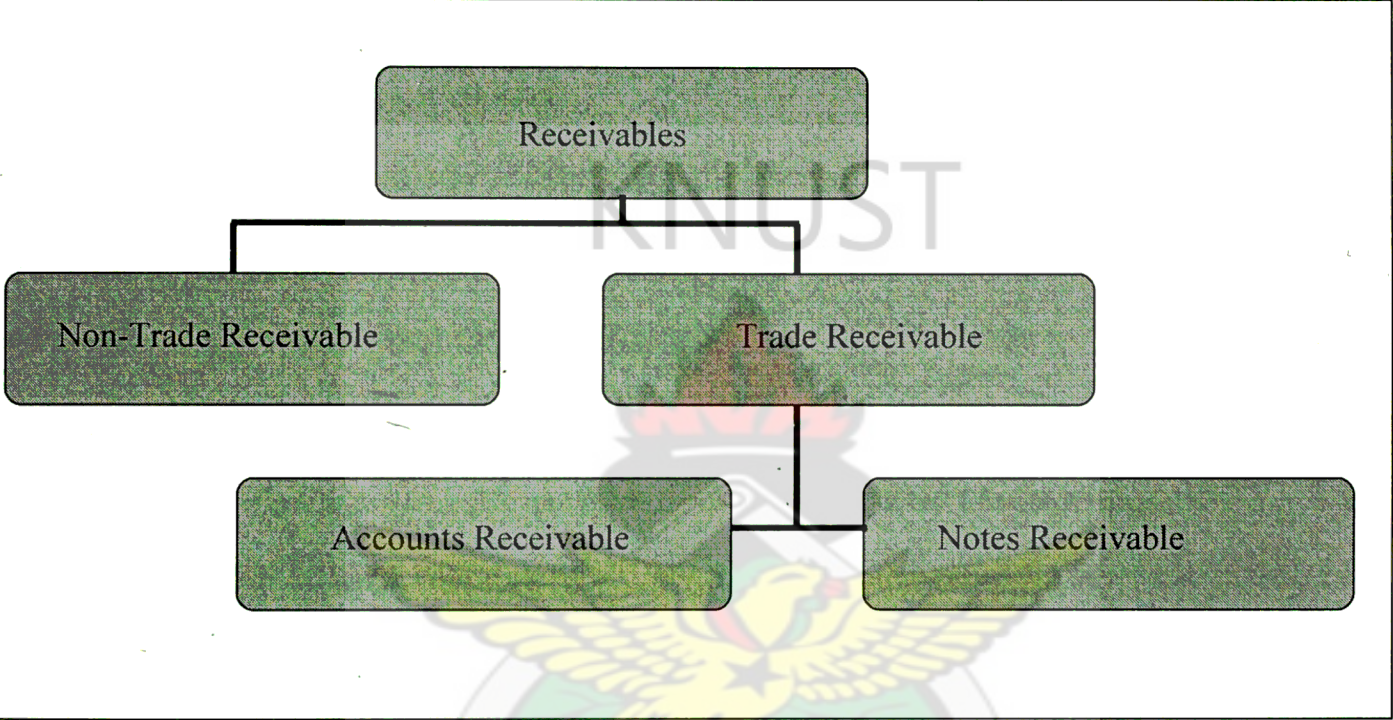 Receivables
KNUST
Non-Trade Receivable
Trade Receivable
Accounts Receivable
Notes Receivable